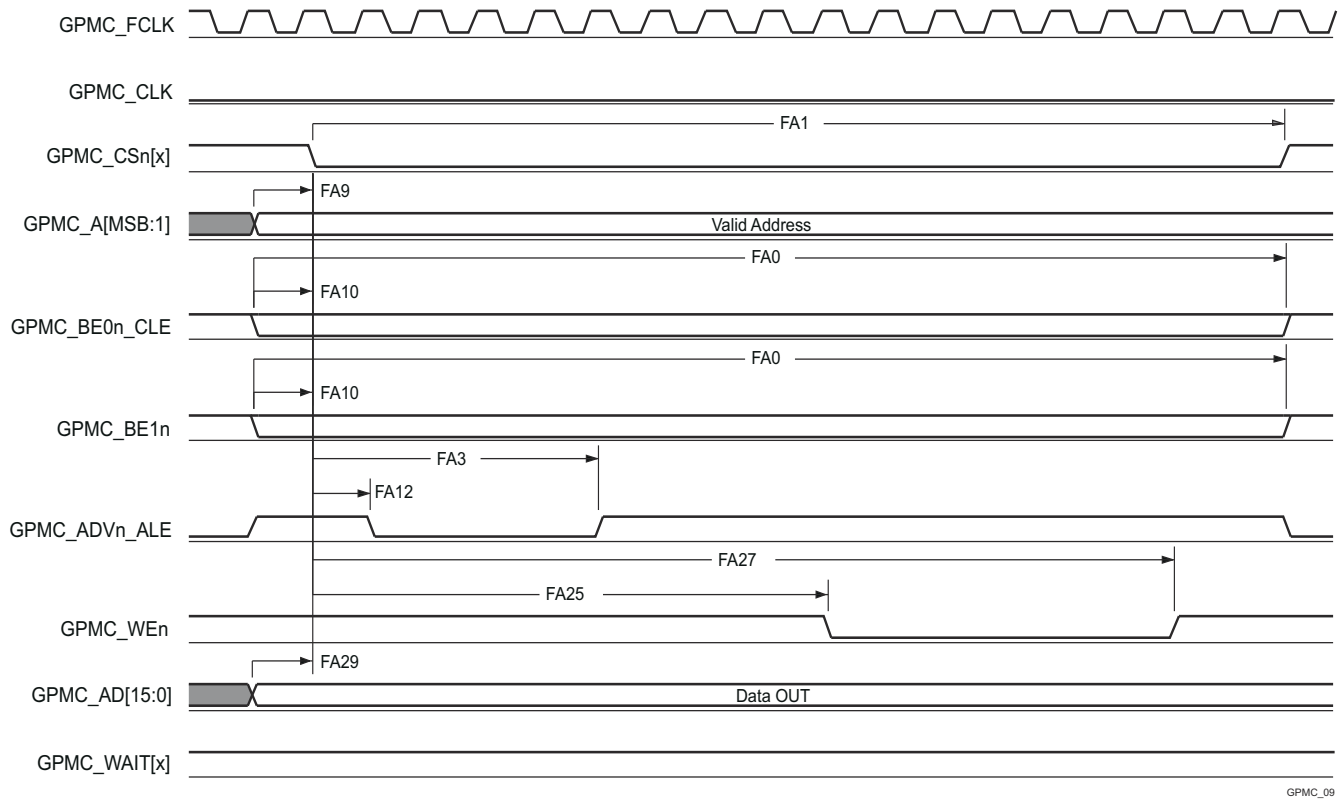 GPMC_FCLK
GPMC_CLK
FA1
GPMC_CSn[x]
FA9
GPMC_A[MSB:1]
Valid Address
FA0
FA10
GPMC_BE0n_CLE
FA0
FA10
GPMC_BE1n
FA3
FA12
GPMC_ADVn_ALE
FA27
FA25
GPMC_WEn
FA29
GPMC_AD[15:0]
Data OUT
GPMC_WAIT[x]
GPMC_09